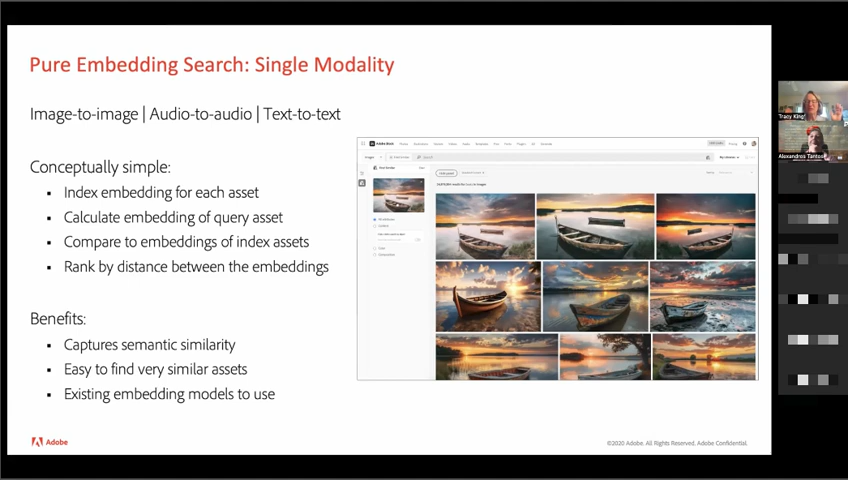 Pure Embedding Search: Single Modality
Image-to-image | Audio-to-audio | Text-to-text
Conceptually simple:
▪ Index embedding for each asset
▪ Calculate embedding of query asset
▪ Compare to embeddings of index assets
▪ Rank by distance between the embeddings
Benefits:
▪ Captures semantic similarity
▪ Easy to find very similar assets
▪ Existing embedding models to use
Adobe Stock
Adobe
©2020 Adobe. All Rights Reserved. Adobe Confidential.
Tracy King
Alexandros Tantos